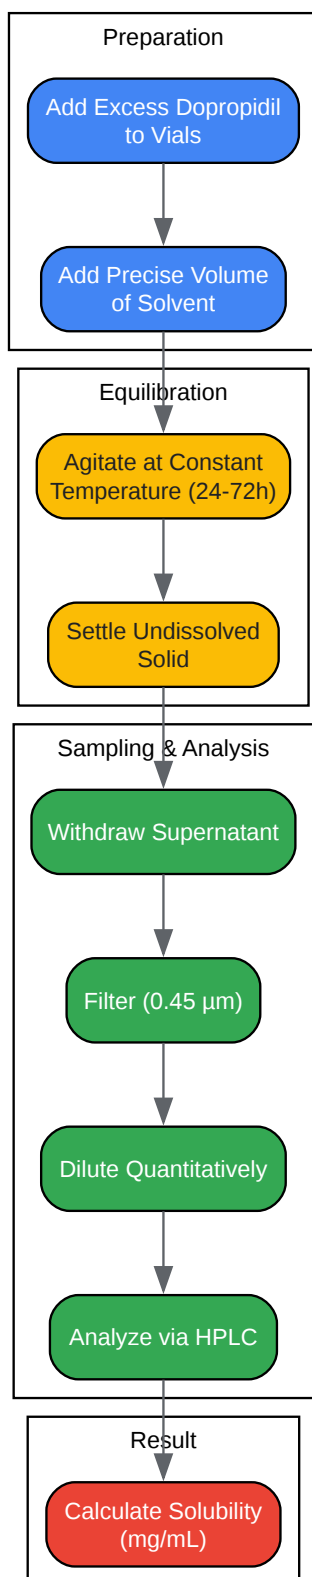 Preparation
Add Excess Dopropidil
to Vials
Add Precise Volume
of Solvent
Equilibration
Agitate at Constant
Temperature (24-72h)
Settle Undissolved
Solid
Sampling & Analysis
Withdraw Supernatant
Filter (0.45 µm)
Dilute Quantitatively
Analyze via HPLC
Result
Calculate Solubility
(mg/mL)